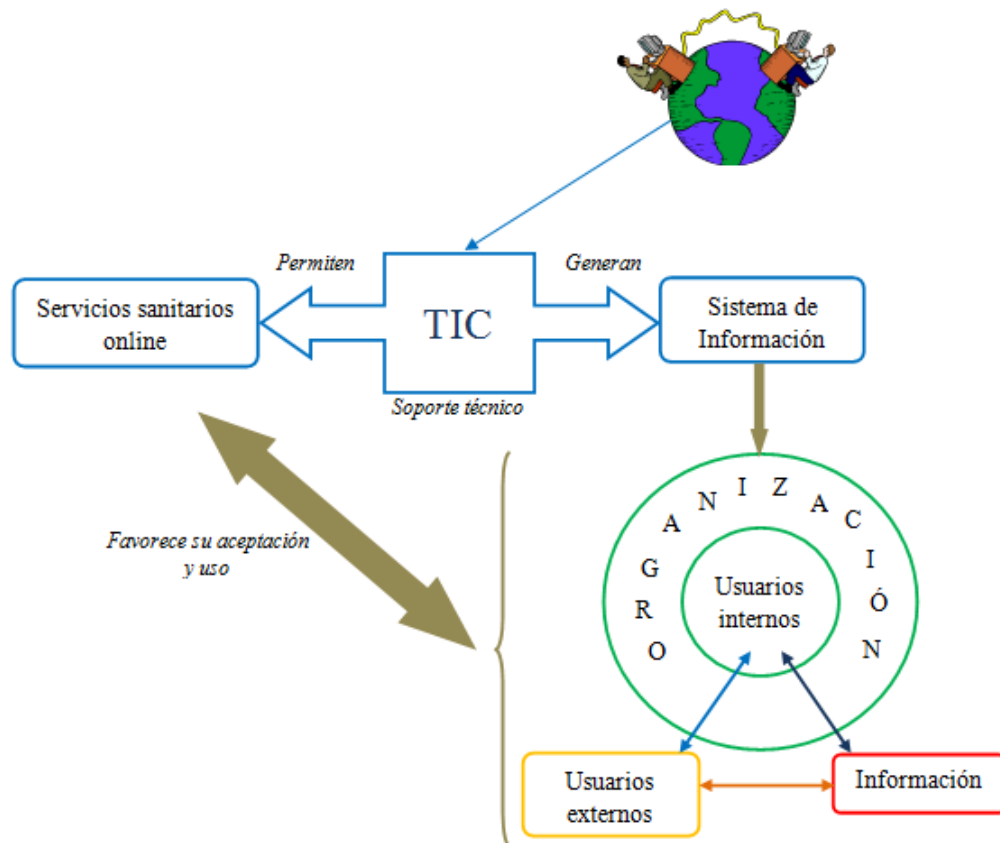 Permiten
Generan
Servicios sanitarios
online
TIC
Sistema de
Información
Soporte técnico
ORGANIZACIÓN
Favorece su aceptación
y uso
Usuarios
internos
Usuarios
externos
Información